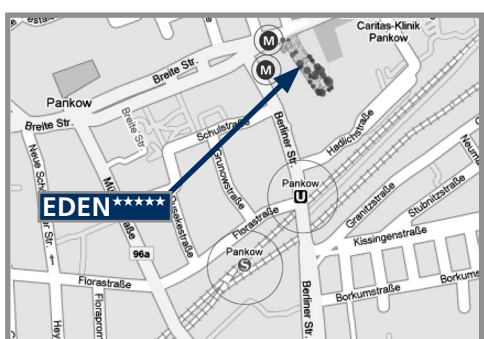 Caritas-Klinik
Pankow
M
M
Breite Str.
Pankow
Breite Str.
Breite Str.
Schulstraße
Berliner Str.
Hadlichstraße
Grunowstraße
EDEN*****
Pankow
U
Florastraße
Granitzstraße
Stubnitzstraße
Kissingenstraße
Pankow
S
96a
Florastraße
Berliner Str.
Borkumstraße